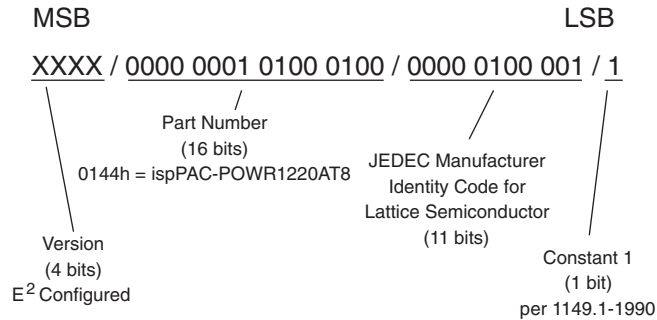 MSB LSB
XXXX / 0000 0001 0100 0100 / 0000 0100 001 / 1
Part Number
(16 bits)
0144h = ispPAC-POWR1220AT8
JEDEC Manufacturer
Identity Code for
Lattice Semiconductor
(11 bits)
Version
(4 bits)
E² Configured
Constant 1
(1 bit)
per 1149.1-1990